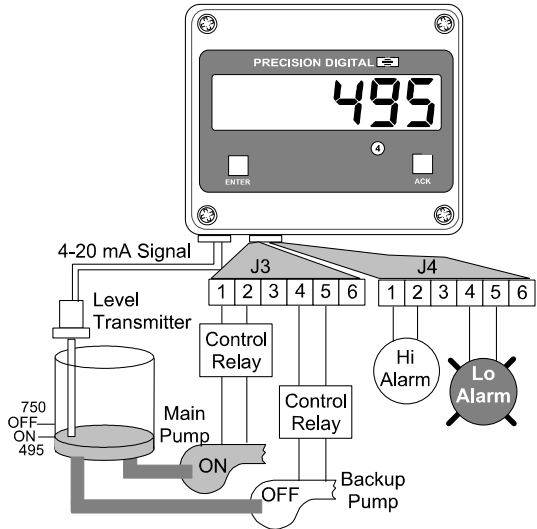 PRECISION DIGITAL
495
4
ENTER
ACK
4-20 mA Signal
J3
J4
1 2 3 4 5 6
1 2 3 4 5 6
Level
Transmitter
Control
Relay
Hi
Alarm
Lo
Alarm
Control
Relay
750
OFF
ON
495
Main
Pump
ON
OFF
Backup
Pump